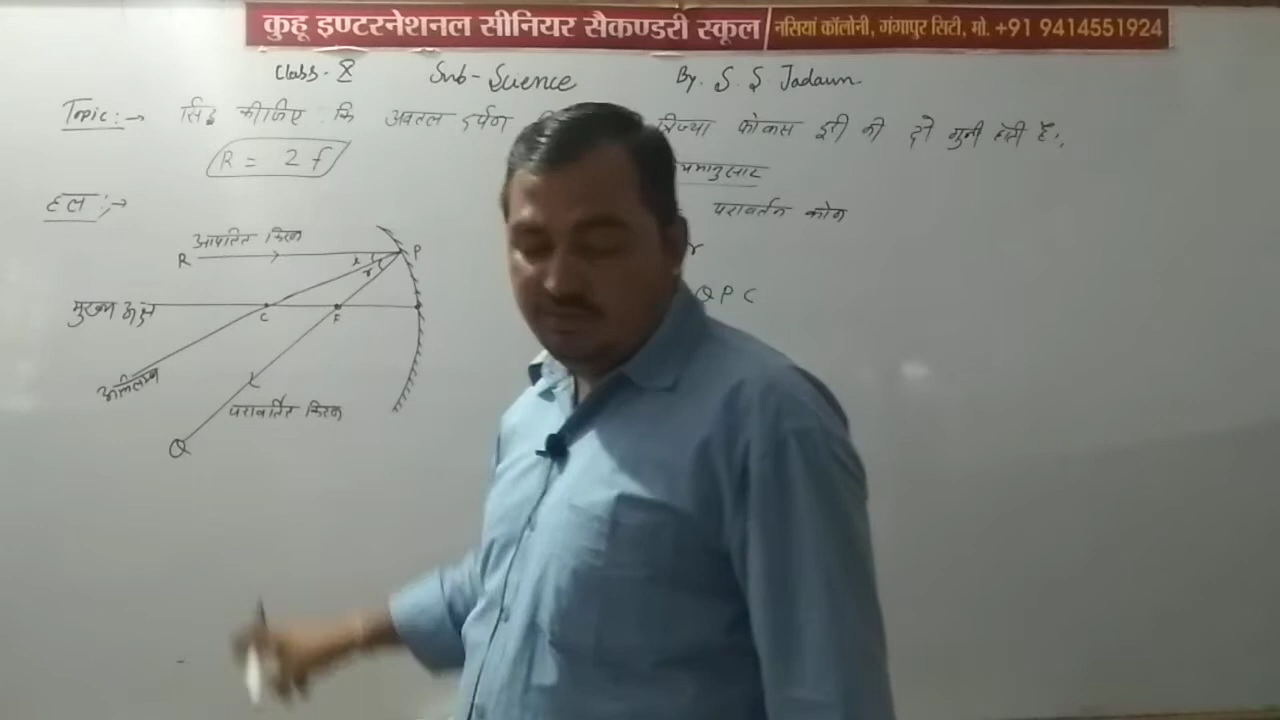 कुहू इण्टरनेशनल सीनियर सैकण्डरी स्कूल नसियां कॉलोनी, गंगापुर सिटी, मो. +91 9414551924
Class - X Sub - Science By. S. S Jadaun
Topic :→ सिद्ध कीजिए कि अवतल दर्पण त्रिज्या फोकस दूरी की दो गुनी होती है।
R = 2f
हल :→
परावर्तन कोण
आपतित किरण
R
P
i
r
r
QPC
मुख्य अक्ष
C
F
अभिलम्ब
परावर्तित किरण
Q